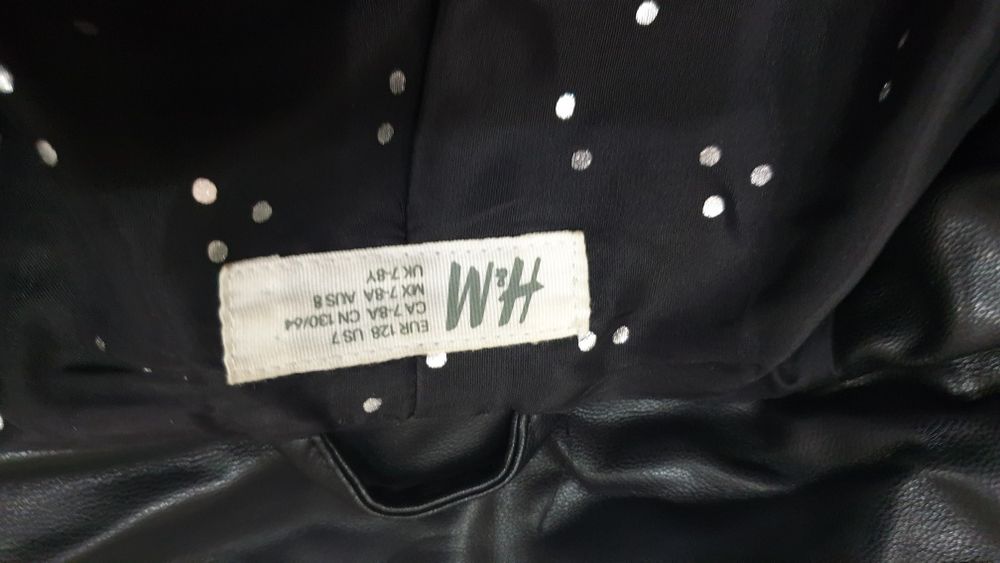 H&M
EUR 128 US 7
CA 7-8A CN 130/64
MX 7-8A AUS 8
UK 7-8Y